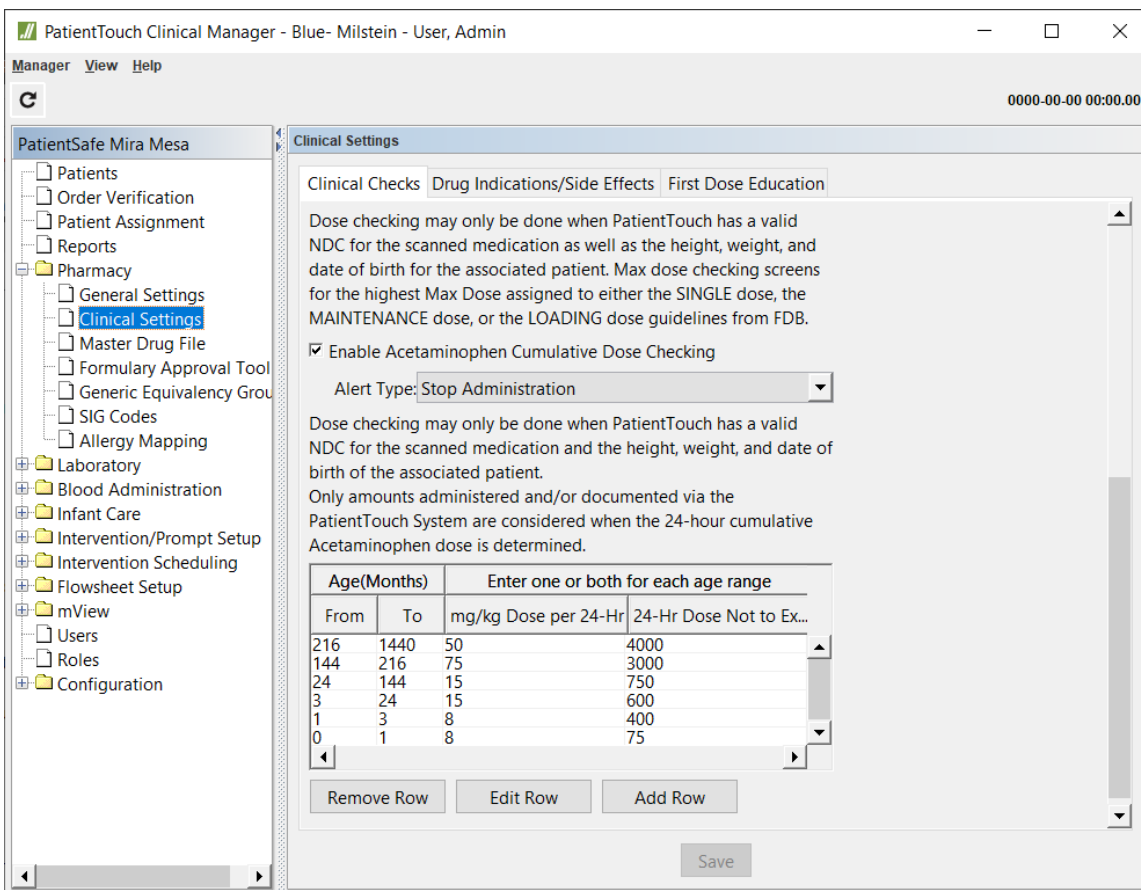 PatientTouch Clinical Manager - Blue- Milstein - User, Admin
Manager View Help
0000-00-00 00:00.00
PatientSafe Mira Mesa
Patients
Order Verification
Patient Assignment
Reports
Pharmacy
General Settings
Clinical Settings
Master Drug File
Formulary Approval Tool
Generic Equivalency Grou
SIG Codes
Allergy Mapping
Laboratory
Blood Administration
Infant Care
Intervention/Prompt Setup
Intervention Scheduling
Flowsheet Setup
mView
Users
Roles
Configuration
Clinical Settings
Clinical Checks Drug Indications/Side Effects First Dose Education
Dose checking may only be done when PatientTouch has a valid
NDC for the scanned medication as well as the height, weight, and
date of birth for the associated patient. Max dose checking screens
for the highest Max Dose assigned to either the SINGLE dose, the
MAINTENANCE dose, or the LOADING dose guidelines from FDB.
Enable Acetaminophen Cumulative Dose Checking
Alert Type: Stop Administration
Dose checking may only be done when PatientTouch has a valid
NDC for the scanned medication and the height, weight, and date of
birth of the associated patient.
Only amounts administered and/or documented via the
PatientTouch System are considered when the 24-hour cumulative
Acetaminophen dose is determined.
Age(Months) Enter one or both for each age range
From To mg/kg Dose per 24-Hr 24-Hr Dose Not to Ex...
216 1440 50 4000
144 216 75 3000
24 144 15 750
3 24 15 600
1 3 8 400
0 1 8 75
Remove Row Edit Row Add Row
Save